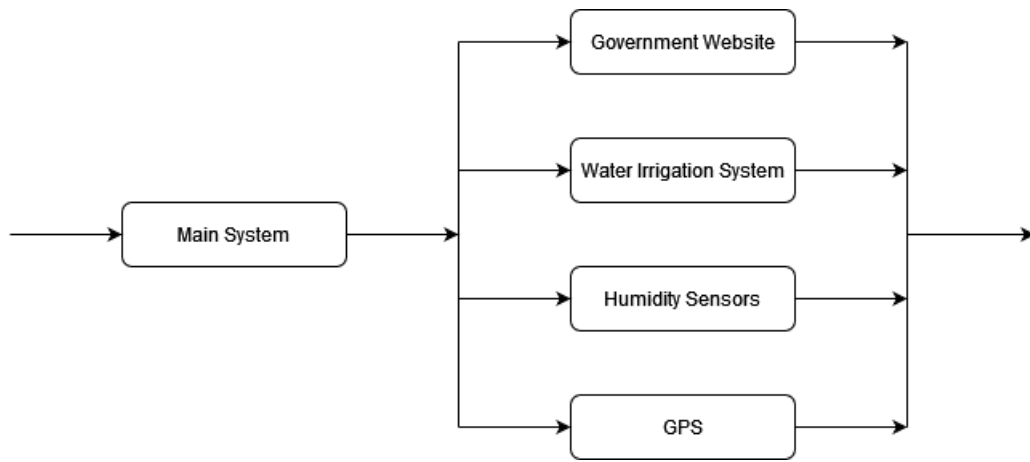 Government Website
Water Irrigation System
Main System
Humidity Sensors
GPS